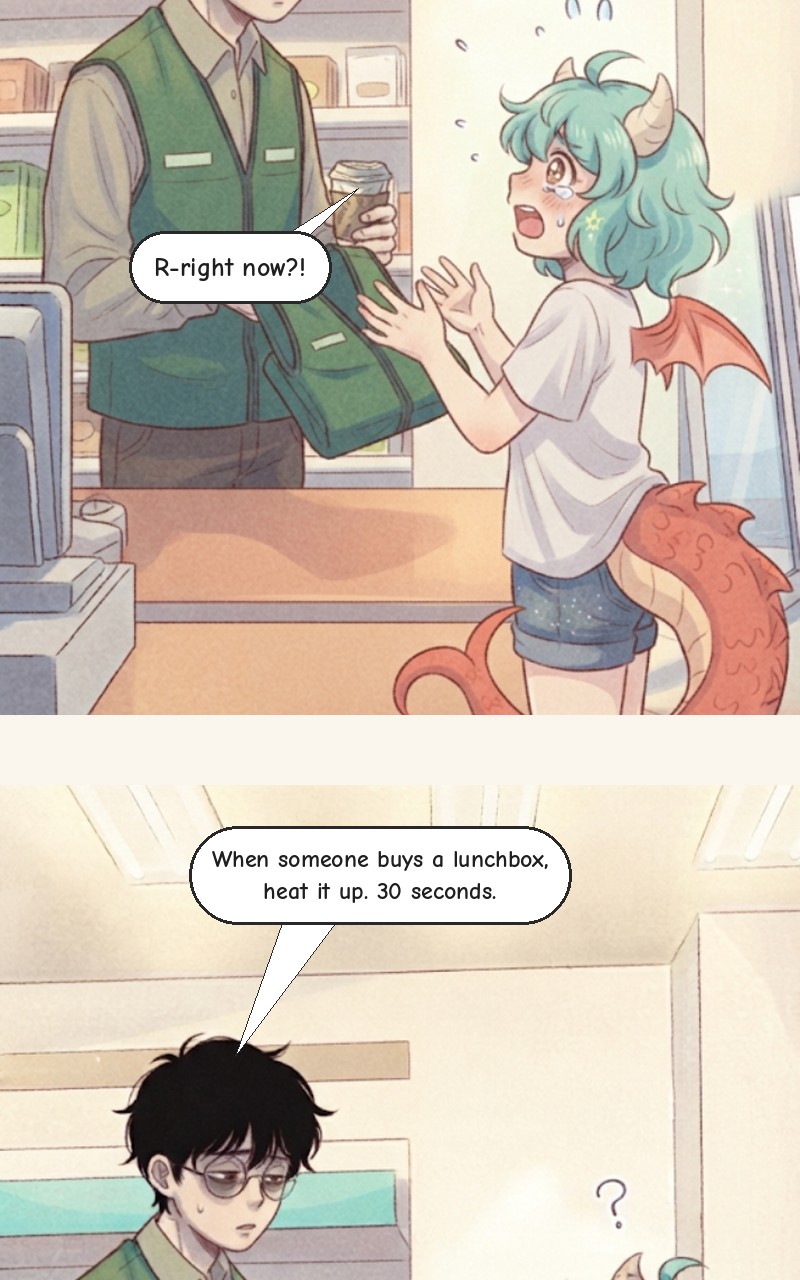 R-right now?!
When someone buys a lunchbox,
heat it up. 30 seconds.
?